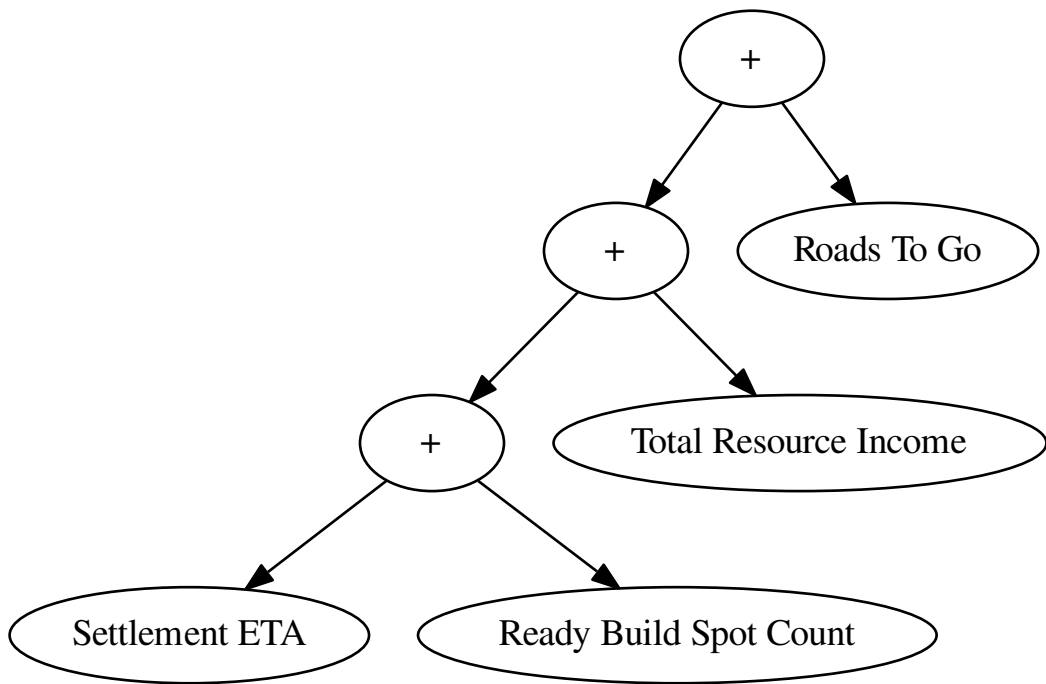 +
+
Roads To Go
+
Total Resource Income
Settlement ETA
Ready Build Spot Count